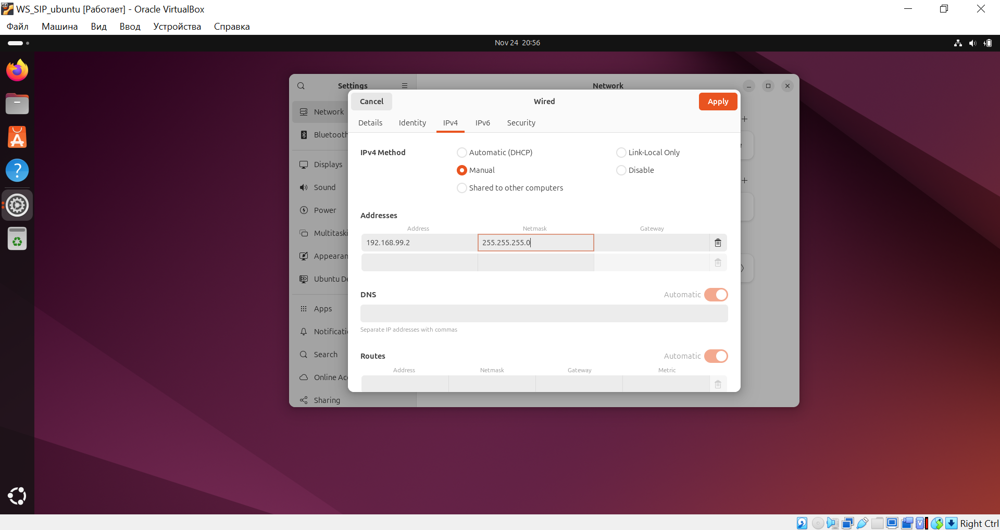 WS_SIP_ubuntu [Работает] - Oracle VirtualBox
Файл Машина Вид Ввод Устройства Справка
Nov 24 20:56
Settings
Network
Cancel
Wired
Apply
Network
Details Identity IPv4 IPv6 Security
Bluetooth
IPv4 Method
Automatic (DHCP)
Link-Local Only
Displays
Manual
Disable
Sound
Shared to other computers
Power
Addresses
Address Netmask Gateway
Multitaski
192.168.99.2 255.255.255.0
Appearan
Ubuntu De
DNS
Automatic
Apps
Separate IP addresses with commas
Notificatio
Search
Routes
Automatic
Address Netmask Gateway Metric
Online Acc
Sharing
Right Ctrl